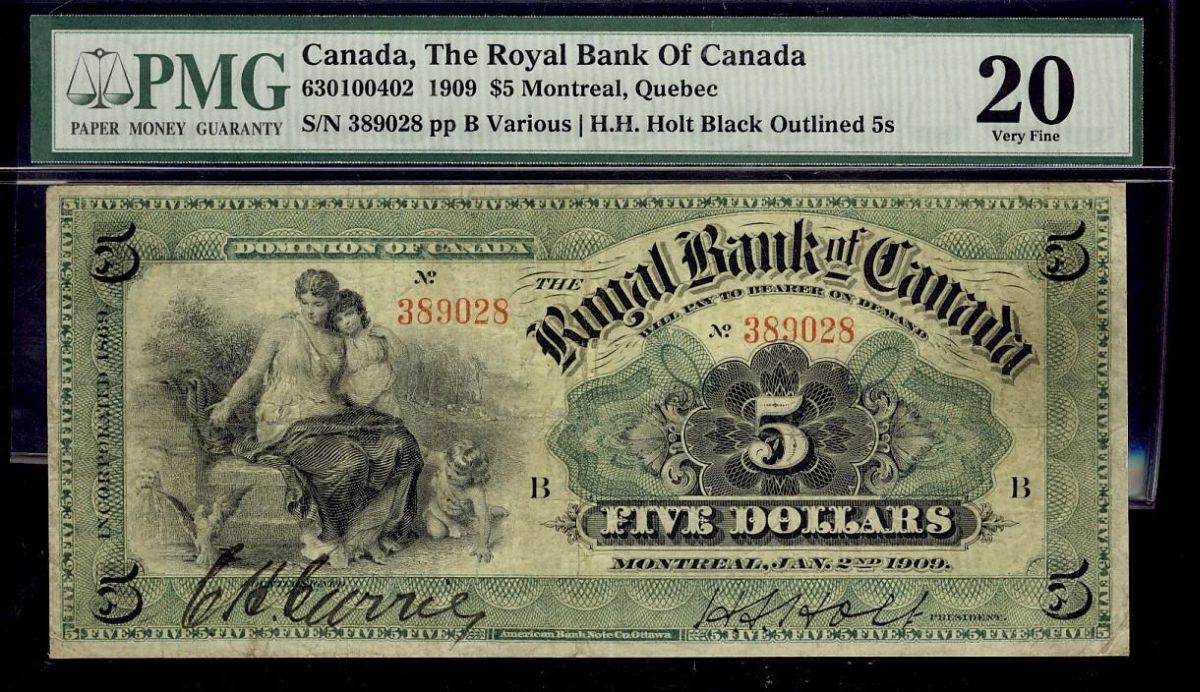 PMG
PAPER MONEY GUARANTY
Canada, The Royal Bank Of Canada
630100402 1909 $5 Montreal, Quebec
S/N 389028 pp B Various | H.H. Holt Black Outlined 5s
20
Very Fine
5 5
DOMINION OF CANADA
THE Royal Bank of Canada
WILL PAY TO BEARER ON DEMAND
No 389028
No 389028
INCORPORATED 1869.
5
B B
FIVE DOLLARS
MONTREAL, JAN. 2ND 1909.
5 5
H.S. Holt
PRESIDENT.
American Bank Note Co. Ottawa